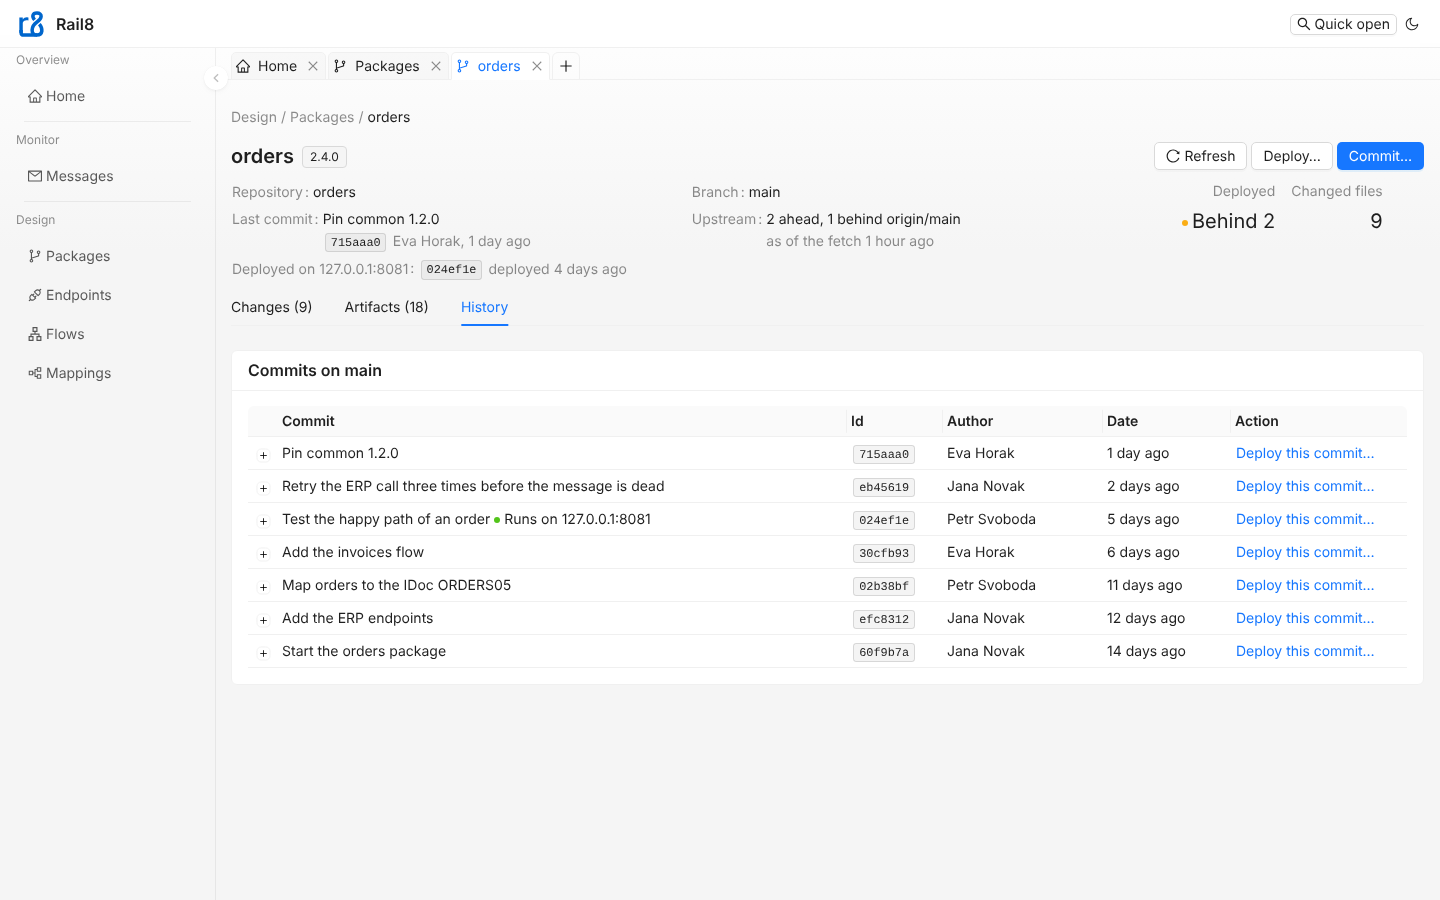 Rail8
Quick open
Overview
Home
Monitor
Messages
Design
Packages
Endpoints
Flows
Mappings
Home
Packages
orders
Design / Packages / orders
orders 2.4.0
Refresh
Deploy...
Commit...
Repository: orders
Branch: main
Last commit: Pin common 1.2.0
715aaa0 Eva Horak, 1 day ago
Upstream: 2 ahead, 1 behind origin/main
as of the fetch 1 hour ago
Deployed on 127.0.0.1:8081: 024ef1e deployed 4 days ago
Deployed
Behind 2
Changed files
9
Changes (9)
Artifacts (18)
History
Commits on main
Commit Id Author Date Action
+ Pin common 1.2.0 715aaa0 Eva Horak 1 day ago Deploy this commit...
+ Retry the ERP call three times before the message is dead eb45619 Jana Novak 2 days ago Deploy this commit...
+ Test the happy path of an order Runs on 127.0.0.1:8081 024ef1e Petr Svoboda 5 days ago Deploy this commit...
+ Add the invoices flow 30cfb93 Eva Horak 6 days ago Deploy this commit...
+ Map orders to the IDoc ORDERS05 02b38bf Petr Svoboda 11 days ago Deploy this commit...
+ Add the ERP endpoints efc8312 Jana Novak 12 days ago Deploy this commit...
+ Start the orders package 60f9b7a Jana Novak 14 days ago Deploy this commit...